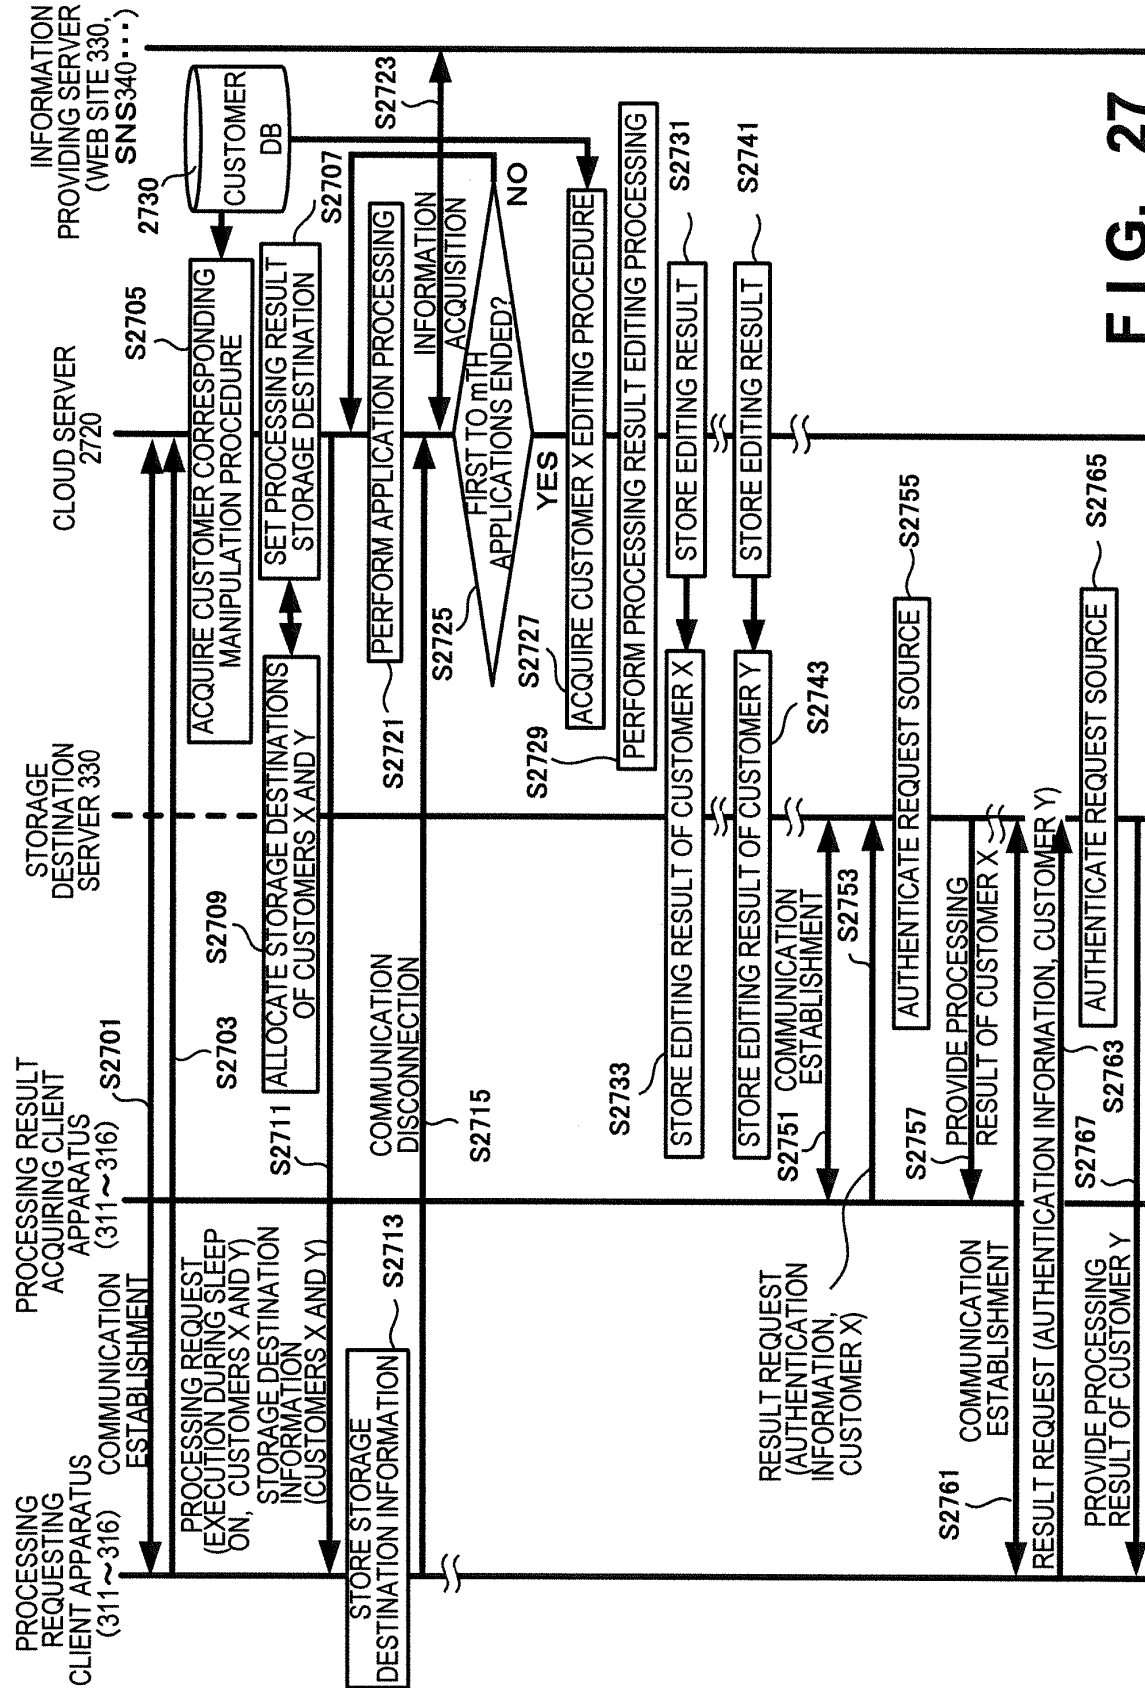 PROCESSING
REQUESTING
CLIENT APPARATUS
(311~316)
PROCESSING RESULT
ACQUIRING CLIENT
APPARATUS
(311~316)
STORAGE
DESTINATION
SERVER 330
CLOUD SERVER
2720
INFORMATION
PROVIDING SERVER
(WEB SITE 330,
SNS340···)
COMMUNICATION
ESTABLISHMENT
S2701
PROCESSING REQUEST
(EXECUTION DURING SLEEP
ON, CUSTOMERS X AND Y)
S2703
S2705
ACQUIRE CUSTOMER CORRESPONDING
MANIPULATION PROCEDURE
2730
CUSTOMER
DB
SET PROCESSING RESULT
STORAGE DESTINATION
S2707
S2709
ALLOCATE STORAGE DESTINATIONS
OF CUSTOMERS X AND Y
STORAGE DESTINATION
INFORMATION
(CUSTOMERS X AND Y)
S2711
STORE STORAGE
DESTINATION INFORMATION
S2713
COMMUNICATION
DISCONNECTION
S2715
PERFORM APPLICATION PROCESSING
S2721
INFORMATION
ACQUISITION
S2723
FIRST TO mTH
APPLICATIONS ENDED?
S2725
NO
YES
S2727
ACQUIRE CUSTOMER X EDITING PROCEDURE
S2729
PERFORM PROCESSING RESULT EDITING PROCESSING
STORE EDITING RESULT
S2731
S2733
STORE EDITING RESULT OF CUSTOMER X
STORE EDITING RESULT
S2741
STORE EDITING RESULT OF CUSTOMER Y
S2743
S2751
COMMUNICATION
ESTABLISHMENT
RESULT REQUEST
(AUTHENTICATION
INFORMATION,
CUSTOMER X)
S2753
AUTHENTICATE REQUEST SOURCE
S2755
S2757
PROVIDE PROCESSING
RESULT OF CUSTOMER X
S2761
COMMUNICATION
ESTABLISHMENT
RESULT REQUEST (AUTHENTICATION INFORMATION, CUSTOMER Y)
S2763
AUTHENTICATE REQUEST SOURCE
S2765
PROVIDE PROCESSING
RESULT OF CUSTOMER Y
S2767
FIG. 27